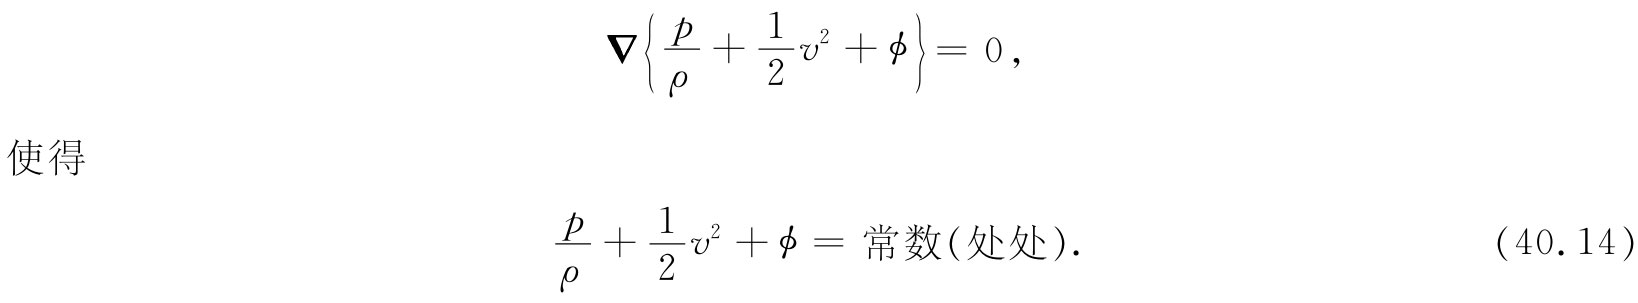 ∇{p/ρ + 1/2 v² + ϕ} = 0,
使得
p/ρ + 1/2 v² + ϕ = 常数(处处). (40.14)